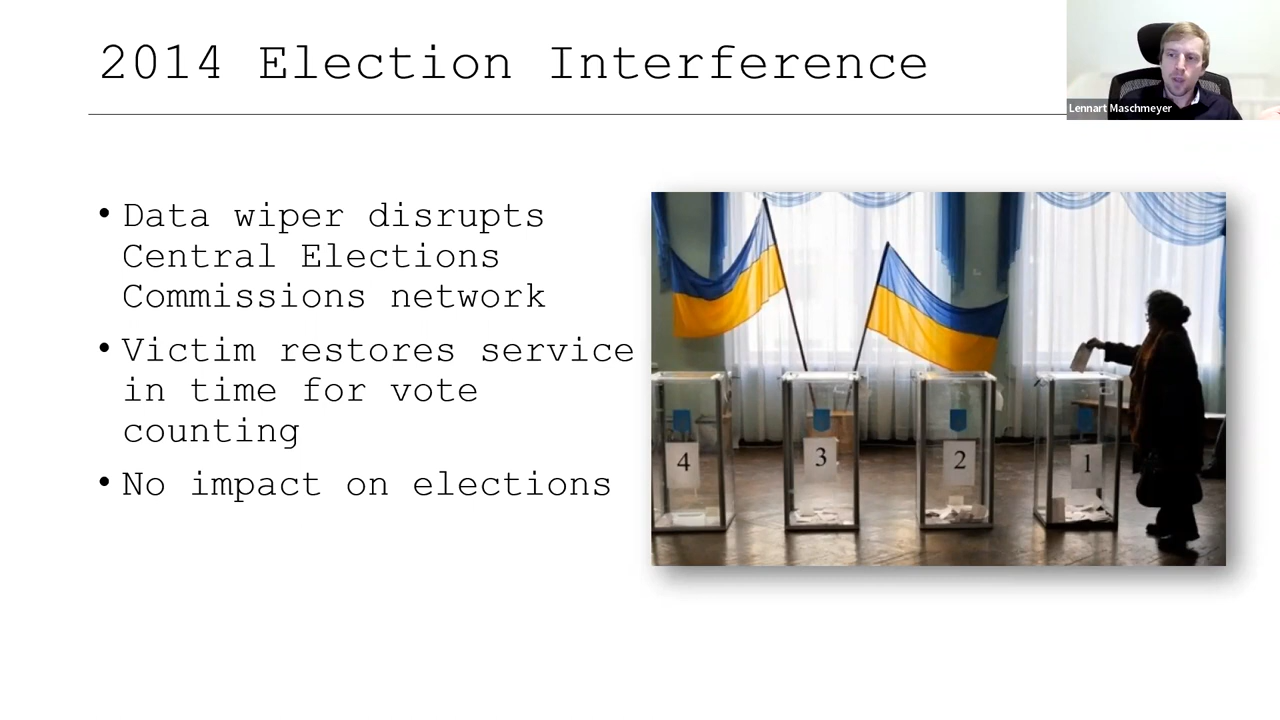 2014 Election Interference
Lennart Maschmeyer
• Data wiper disrupts
Central Elections
Commissions network
• Victim restores service
in time for vote
counting
• No impact on elections
4
3
2
1